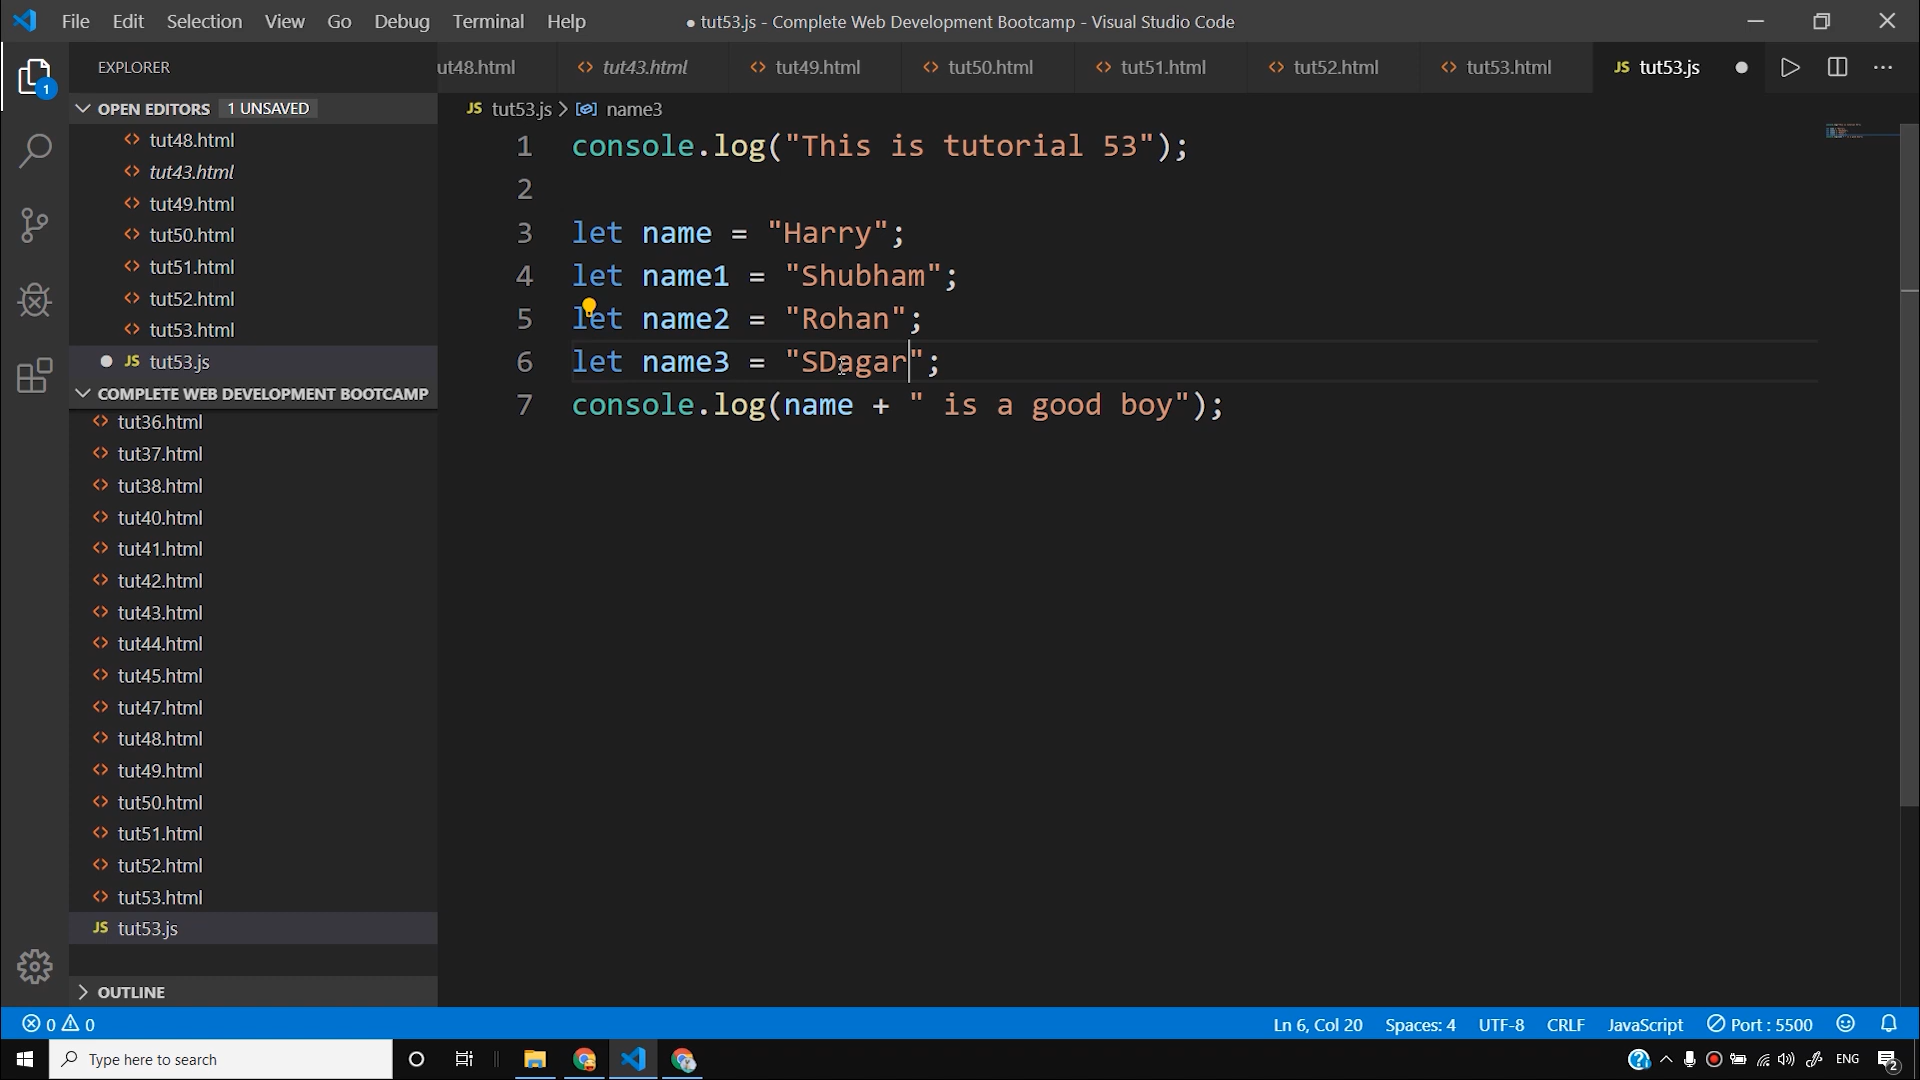 File Edit Selection View Go Debug Terminal Help
● tut53.js - Complete Web Development Bootcamp - Visual Studio Code
EXPLORER
ut48.html tut43.html tut49.html tut50.html tut51.html tut52.html tut53.html JS tut53.js
OPEN EDITORS 1 UNSAVED
tut48.html
tut43.html
tut49.html
tut50.html
tut51.html
tut52.html
tut53.html
JS tut53.js
COMPLETE WEB DEVELOPMENT BOOTCAMP
tut36.html
tut37.html
tut38.html
tut40.html
tut41.html
tut42.html
tut43.html
tut44.html
tut45.html
tut47.html
tut48.html
tut49.html
tut50.html
tut51.html
tut52.html
tut53.html
JS tut53.js
OUTLINE
1
JS tut53.js > name3
1 console.log("This is tutorial 53");
2
3 let name = "Harry";
4 let name1 = "Shubham";
5 let name2 = "Rohan";
6 let name3 = "SDagar";
7 console.log(name + " is a good boy");
0 0 Ln 6, Col 20 Spaces: 4 UTF-8 CRLF JavaScript Port : 5500
Type here to search
ENG
2